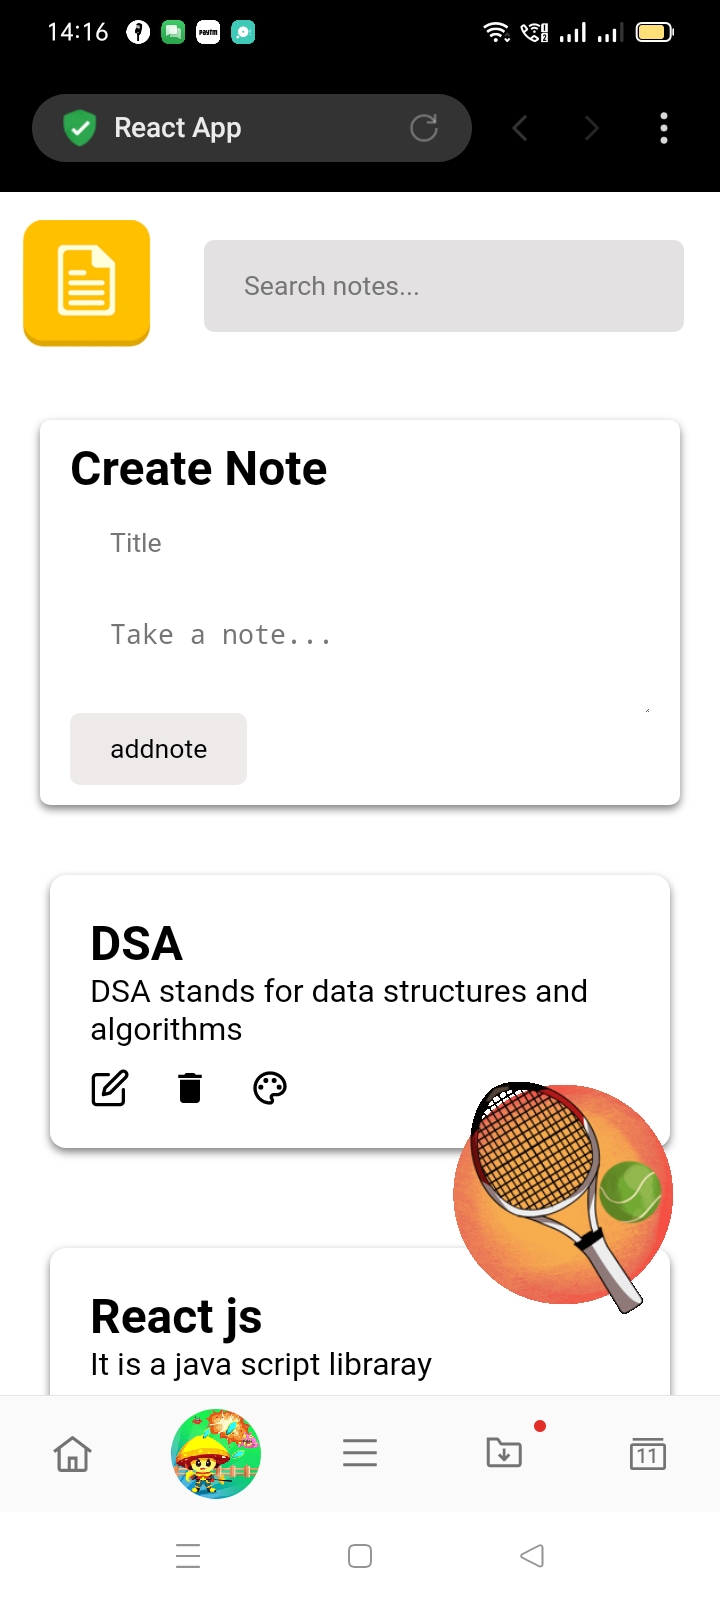 14:16
paytm
React App
Search notes...
Create Note
Title
Take a note...
addnote
DSA
DSA stands for data structures and
algorithms
React js
It is a java script libraray
11